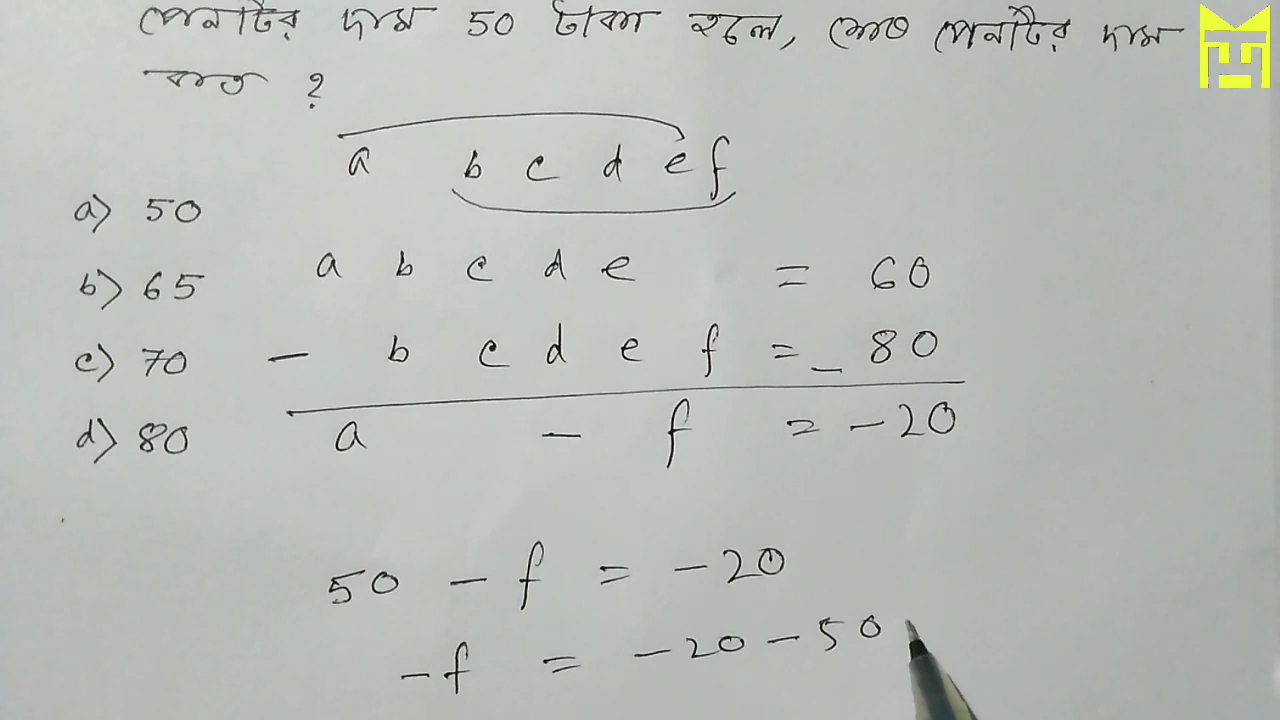 পেনটির দাম 50 টাকা হলে, শেষ পেনটির দাম
কত ?
a b c d e f
a) 50
a b c d e = 60
b) 65
- b c d e f = - 80
c) 70
a - f = -20
d) 80
50 - f = -20
-f = -20 - 50